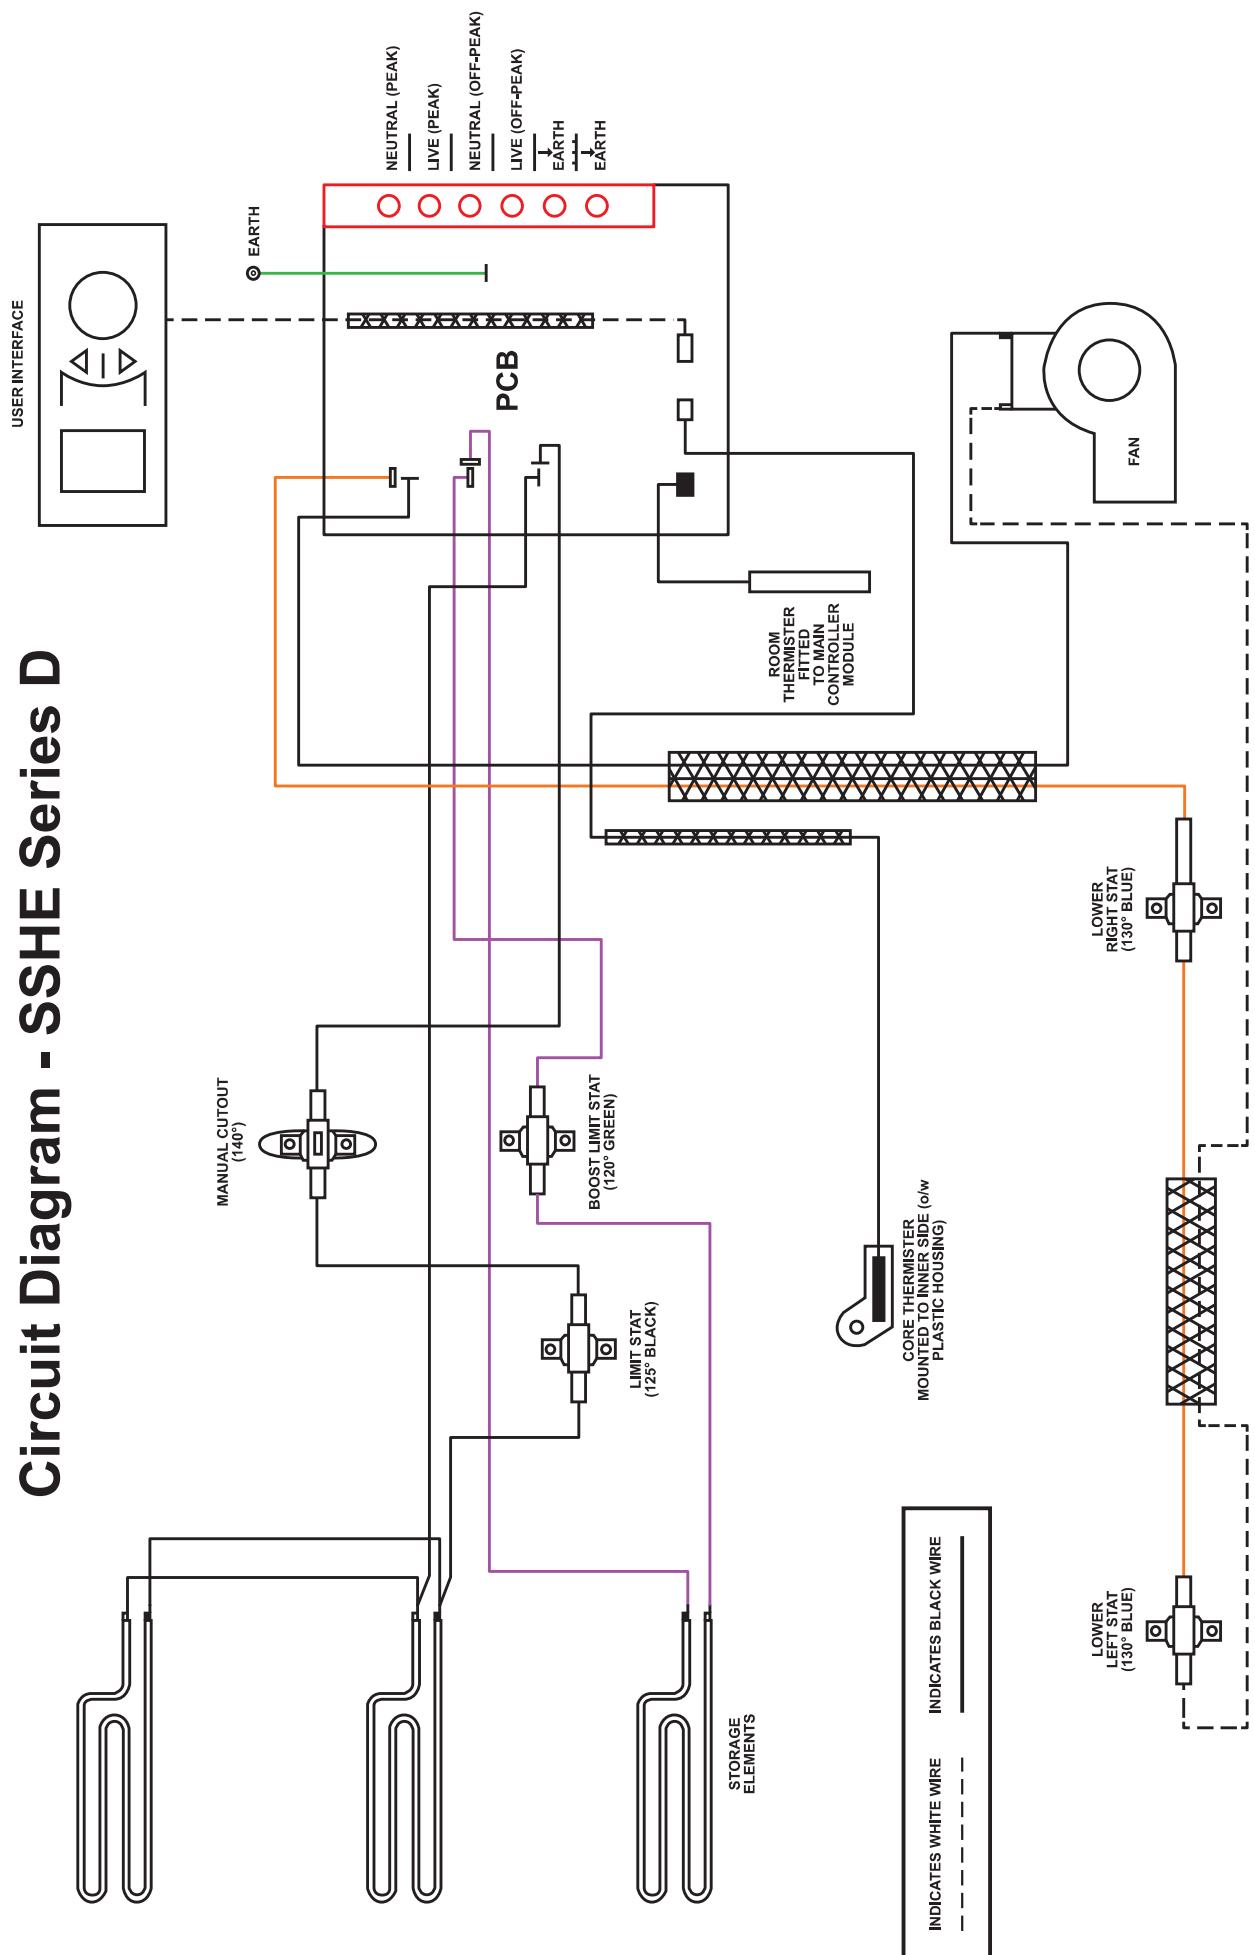 Circuit Diagram - SSHE Series D
USER INTERFACE
EARTH
NEUTRAL (PEAK)
LIVE (PEAK)
NEUTRAL (OFF-PEAK)
LIVE (OFF-PEAK)
EARTH
EARTH
PCB
FAN
ROOM
THERMISTER
FITTED
TO MAIN
CONTROLLER
MODULE
MANUAL CUTOUT
(140°)
BOOST LIMIT STAT
(120° GREEN)
LIMIT STAT
(125° BLACK)
CORE THERMISTER
MOUNTED TO INNER SIDE (o/w
PLASTIC HOUSING)
LOWER
RIGHT STAT
(130° BLUE)
LOWER
LEFT STAT
(130° BLUE)
STORAGE
ELEMENTS
INDICATES WHITE WIRE
INDICATES BLACK WIRE